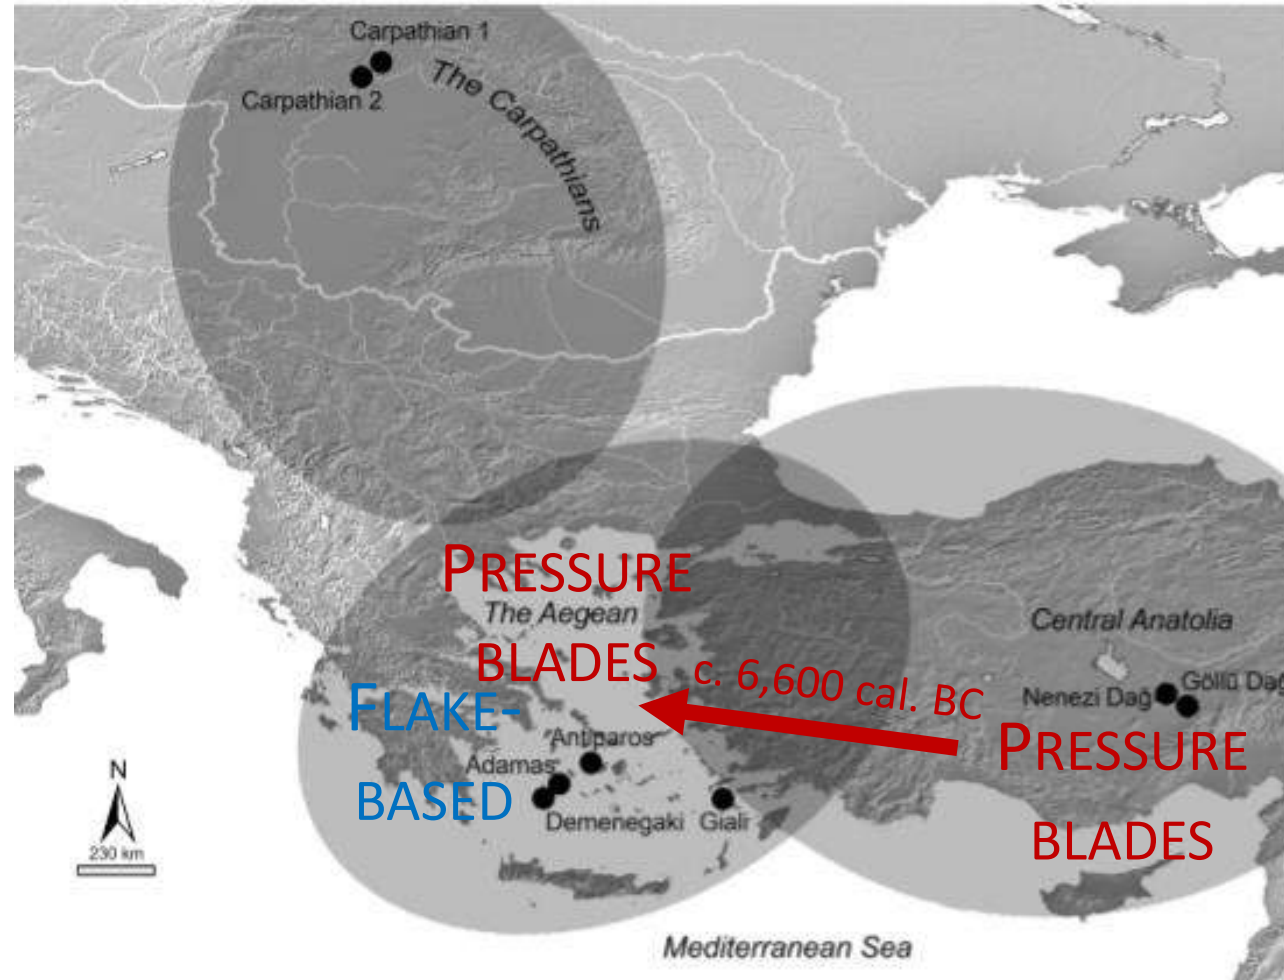 Carpathian 1
The Carpathians
Carpathian 2
PRESSURE
The Aegean
BLADES
c. 6,600 cal. BC
Central Anatolia
Nenezi Dağ
Göllü Dağ
FLAKE-
BASED
PRESSURE
BLADES
Antiparos
Adamas
Demenegaki
Giali
N
230 km
Mediterranean Sea